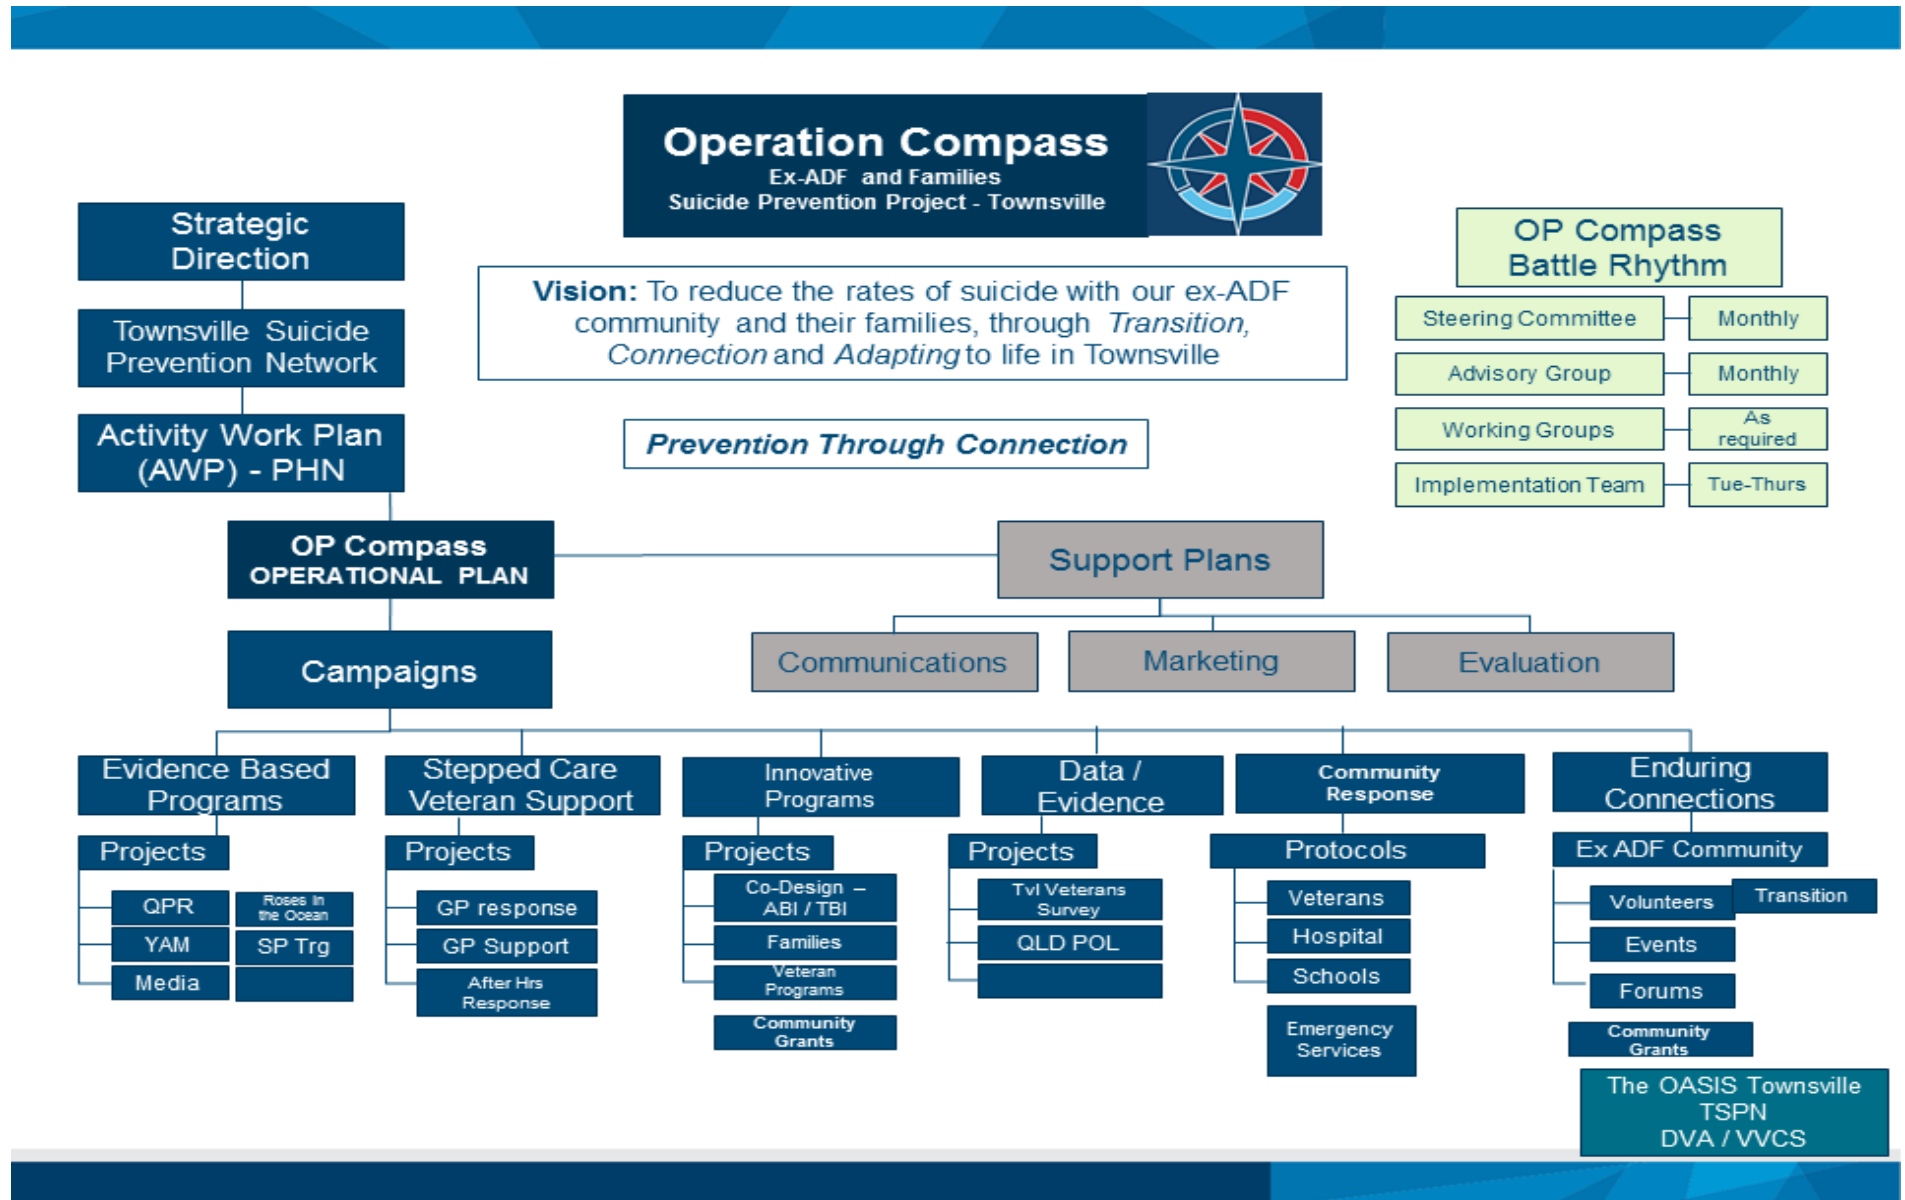 Operation Compass
Ex-ADF and Families
Suicide Prevention Project - Townsville
Strategic
Direction
Townsville Suicide
Prevention Network
Activity Work Plan
(AWP) - PHN
Vision: To reduce the rates of suicide with our ex-ADF
community and their families, through Transition,
Connection and Adapting to life in Townsville
Prevention Through Connection
OP Compass
Battle Rhythm
Steering Committee
Monthly
Advisory Group
Monthly
Working Groups
As
required
Implementation Team
Tue-Thurs
OP Compass
OPERATIONAL PLAN
Support Plans
Campaigns
Communications
Marketing
Evaluation
Evidence Based
Programs
Projects
QPR
YAM
Media
Roses In
the Ocean
SP Trg
Stepped Care
Veteran Support
Projects
GP response
GP Support
After Hrs
Response
Innovative
Programs
Projects
Co-Design –
ABI / TBI
Families
Veteran
Programs
Community
Grants
Data /
Evidence
Projects
Tvl Veterans
Survey
QLD POL
Community
Response
Protocols
Veterans
Hospital
Schools
Emergency
Services
Enduring
Connections
Ex ADF Community
Volunteers
Transition
Events
Forums
Community
Grants
The OASIS Townsville
TSPN
DVA / VVCS